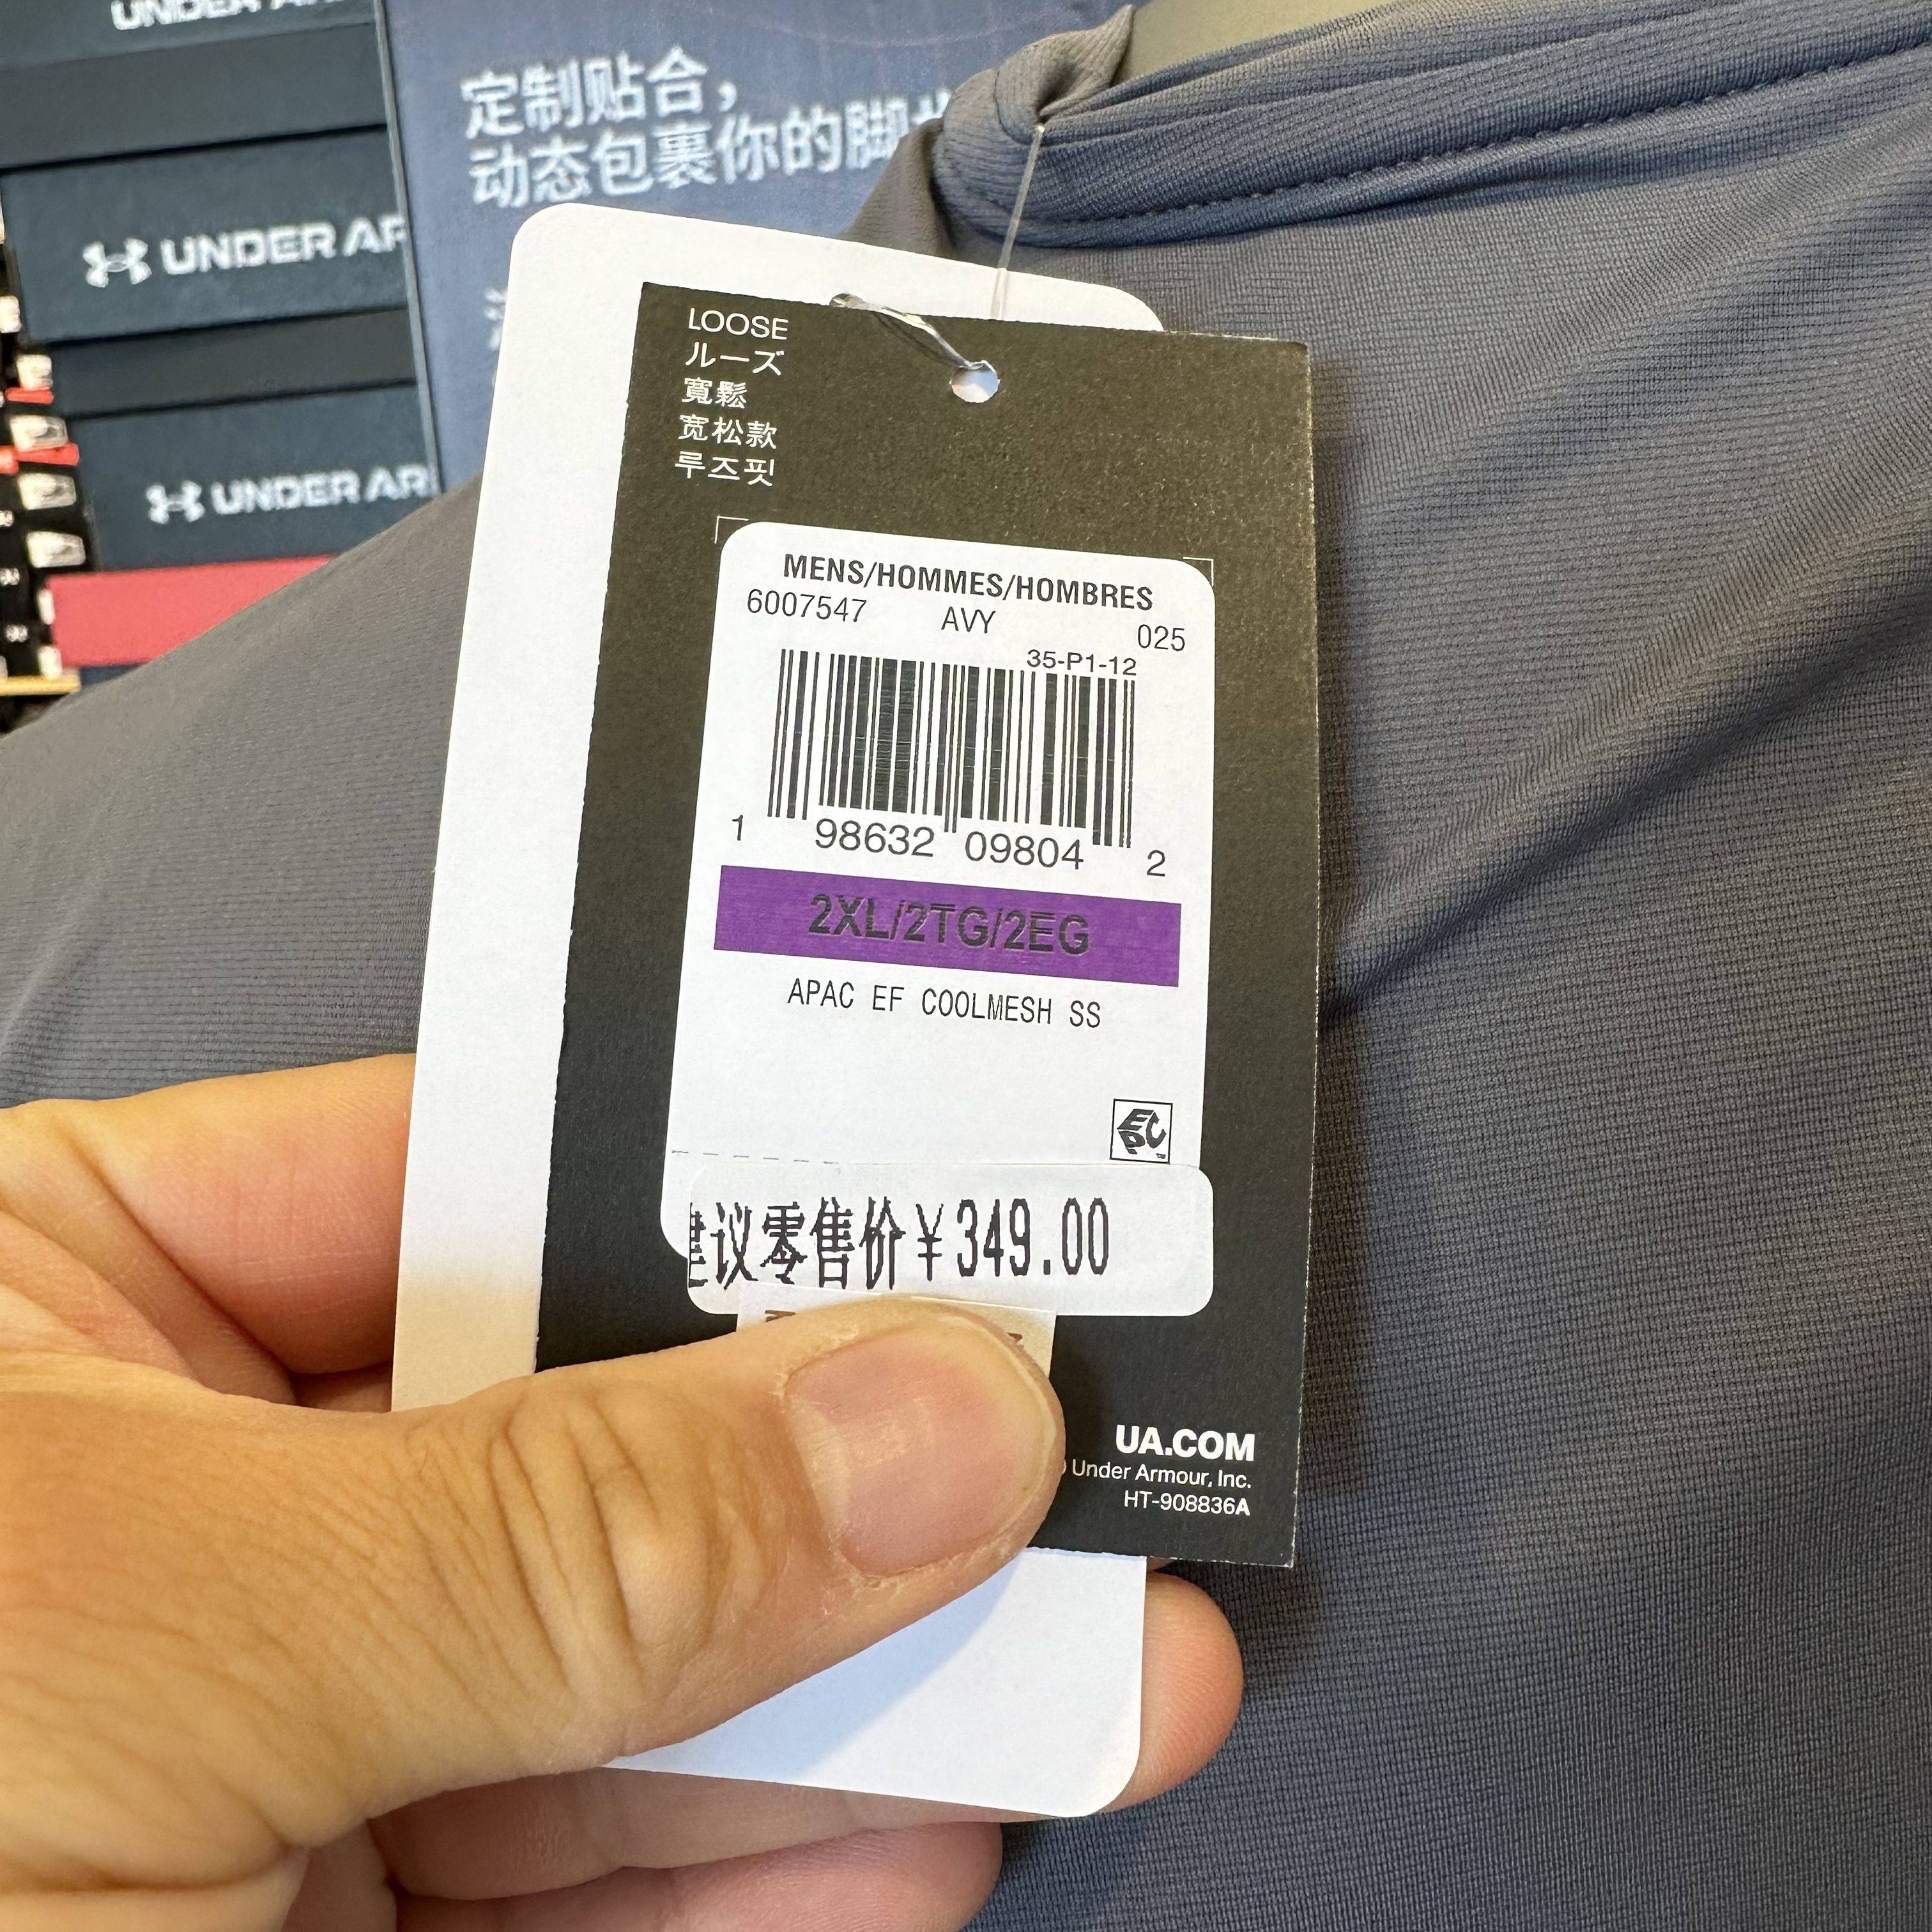 UNDER AR
定制贴合，
动态包裹你的脚
UNDER AR
UNDER AR
LOOSE
ルーズ
寬鬆
宽松款
루즈핏
MENS/HOMMES/HOMBRES
6007547 AVY 025
35-P1-12
1 98632 09804 2
2XL/2TG/2EG
APAC EF COOLMESH SS
EPC
建议零售价¥349.00
UA.COM
Under Armour, Inc.
HT-908836A